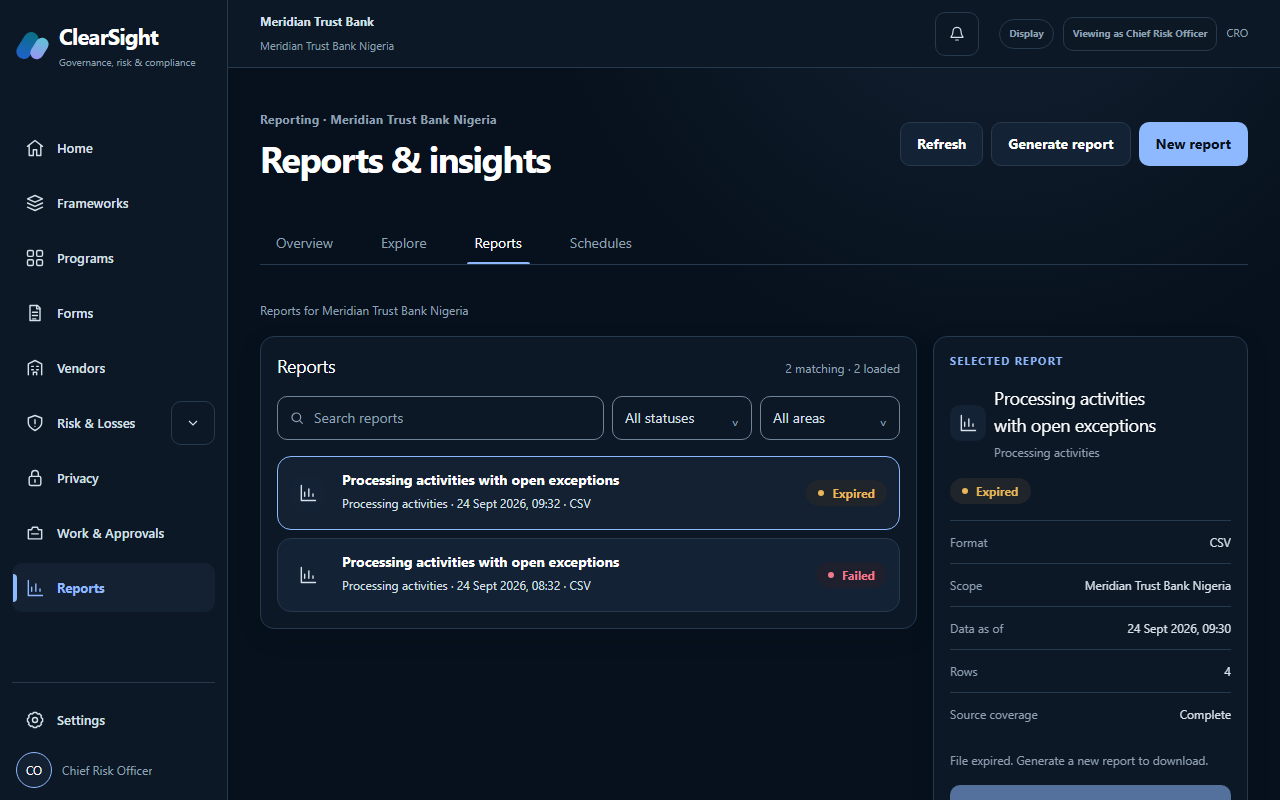 ClearSight
Governance, risk & compliance
Home
Frameworks
Programs
Forms
Vendors
Risk & Losses
Privacy
Work & Approvals
Reports
Settings
CO
Chief Risk Officer
Meridian Trust Bank
Meridian Trust Bank Nigeria
Display
Viewing as Chief Risk Officer
CRO
Reporting · Meridian Trust Bank Nigeria
Reports & insights
Refresh
Generate report
New report
Overview
Explore
Reports
Schedules
Reports for Meridian Trust Bank Nigeria
Reports
2 matching · 2 loaded
Search reports
All statuses
All areas
Processing activities with open exceptions
Processing activities · 24 Sept 2026, 09:32 · CSV
Expired
Processing activities with open exceptions
Processing activities · 24 Sept 2026, 08:32 · CSV
Failed
SELECTED REPORT
Processing activities
with open exceptions
Processing activities
Expired
Format
CSV
Scope
Meridian Trust Bank Nigeria
Data as of
24 Sept 2026, 09:30
Rows
4
Source coverage
Complete
File expired. Generate a new report to download.